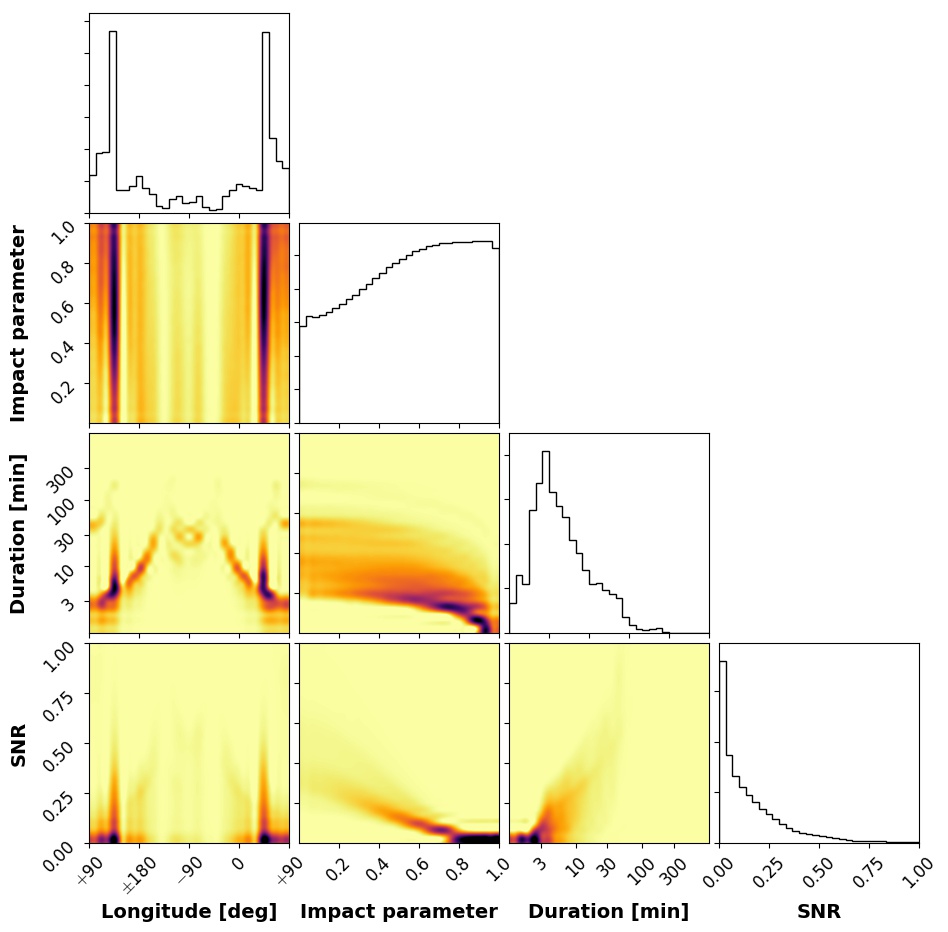 Impact parameter
1.0
0.8
0.6
0.4
0.2
Duration [min]
300
100
30
10
3
SNR
1.00
0.75
0.50
0.25
0.00
+90 ±180 −90 0 +90
0.2 0.4 0.6 0.8 1.0
3 10 30 100 300
0.00 0.25 0.50 0.75 1.00
Longitude [deg] Impact parameter Duration [min] SNR